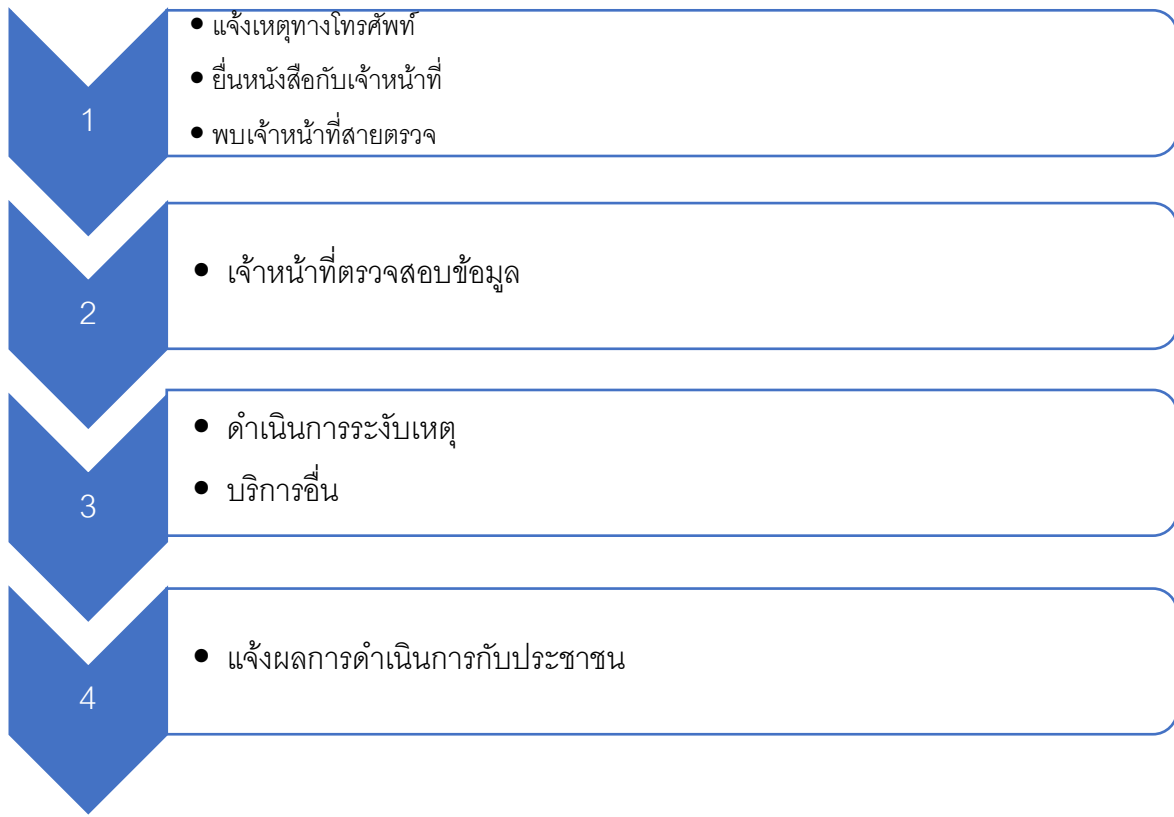 1
• แจ้งเหตุทางโทรศัพท์
• ยื่นหนังสือกับเจ้าหน้าที่
• พบเจ้าหน้าที่สายตรวจ
2
• เจ้าหน้าที่ตรวจสอบข้อมูล
3
• ดำเนินการระงับเหตุ
• บริการอื่น
4
• แจ้งผลการดำเนินการกับประชาชน